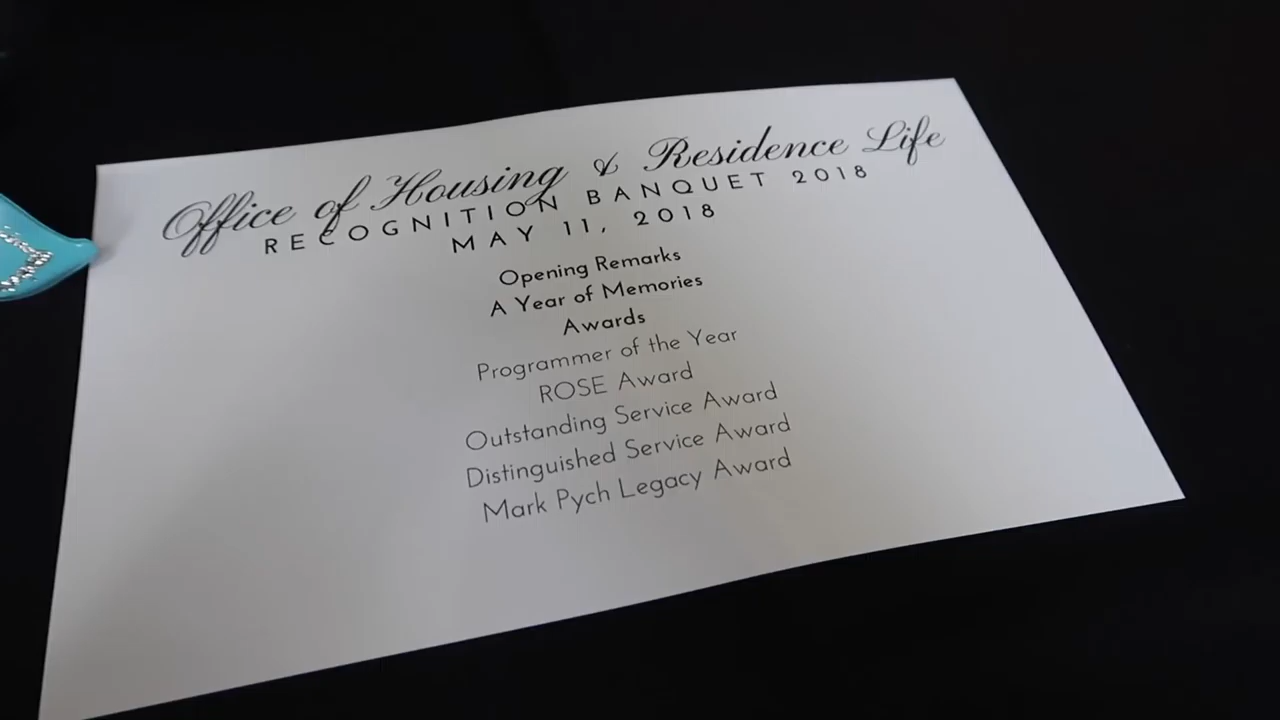 Office of Housing & Residence Life
RECOGNITION BANQUET 2018
MAY 11, 2018
Opening Remarks
A Year of Memories
Awards
Programmer of the Year
ROSE Award
Outstanding Service Award
Distinguished Service Award
Mark Pych Legacy Award